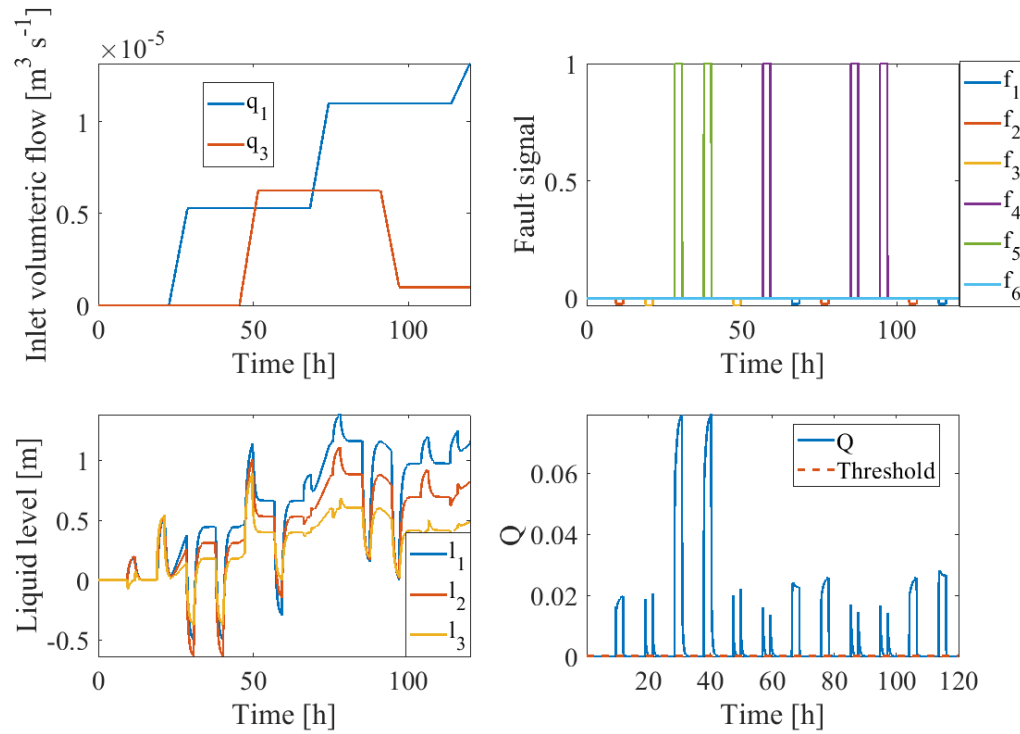 ×10⁻⁵
Inlet volumteric flow [m³ s⁻¹]
1
0.5
0
q₁
q₃
0
50
100
Time [h]
1
0.5
0
Fault signal
f₁
f₂
f₃
f₄
f₅
f₆
0
50
100
Time [h]
1
0.5
0
-0.5
Liquid level [m]
l₁
l₂
l₃
0
50
100
Time [h]
0.06
0.04
0.02
0
Q
Q
Threshold
20
40
60
80
100
120
Time [h]